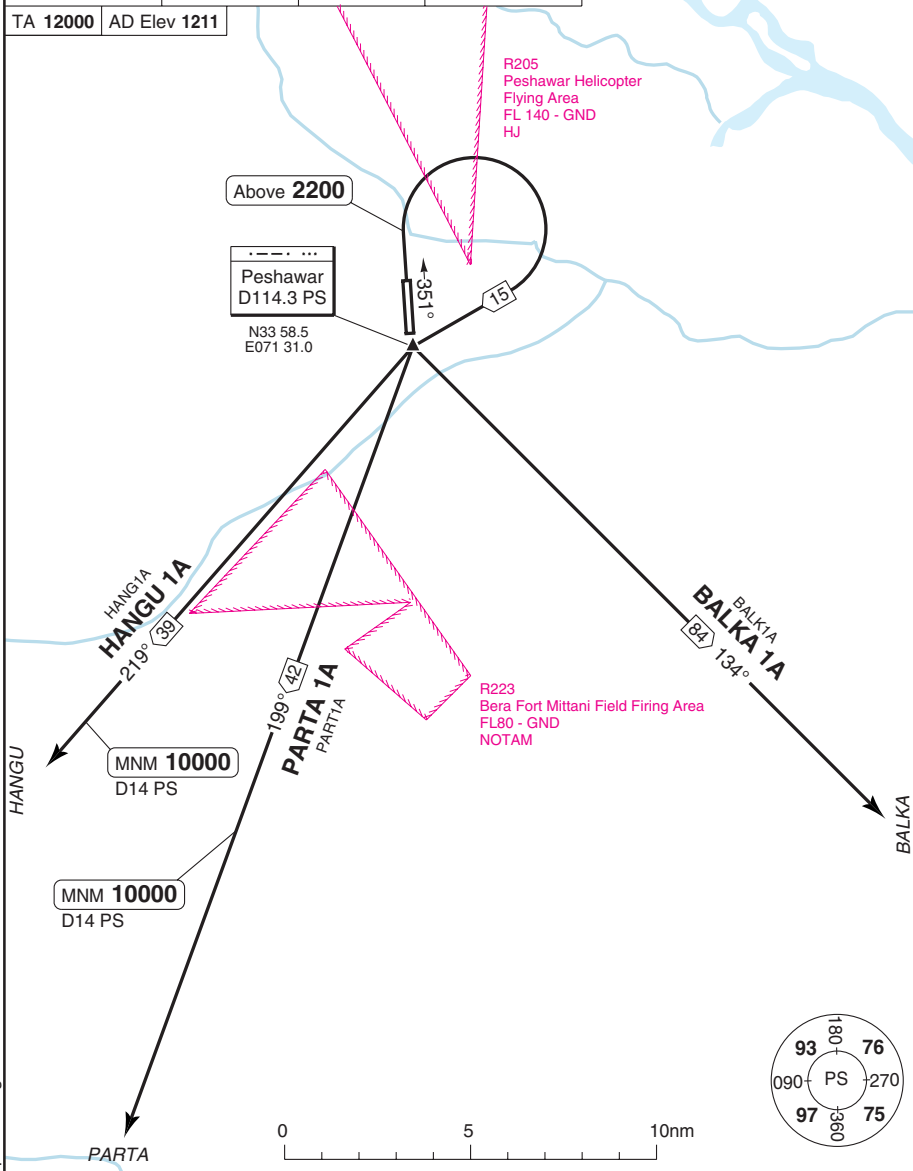 TA 12000 AD Elev 1211
R205
Peshawar Helicopter
Flying Area
FL 140 - GND
HJ
Above 2200
Peshawar
D114.3 PS
N33 58.5
E071 31.0
351°
15
HANG1A
HANGU 1A
219° 39
HANGU
MNM 10000
D14 PS
199° 42
PARTA 1A
PART1A
MNM 10000
D14 PS
PARTA
BALK1A
BALKA 1A
84 134°
BALKA
R223
Bera Fort Mittani Field Firing Area
FL80 - GND
NOTAM
0 5 10nm
180
93 76
090 PS 270
97 75
360